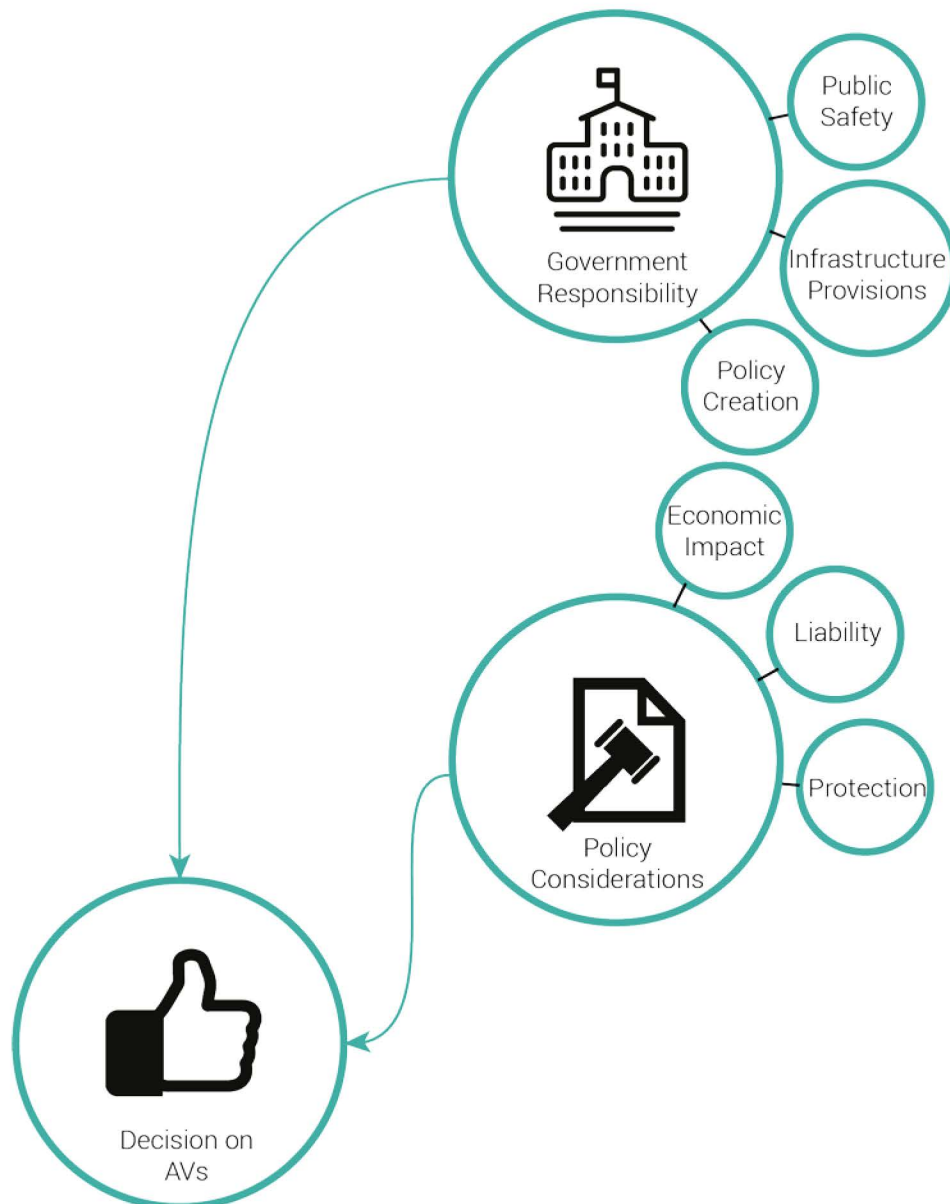 Public
Safety
Government
Responsibility
Infrastructure
Provisions
Policy
Creation
Economic
Impact
Liability
Protection
Policy
Considerations
Decision on
AVs